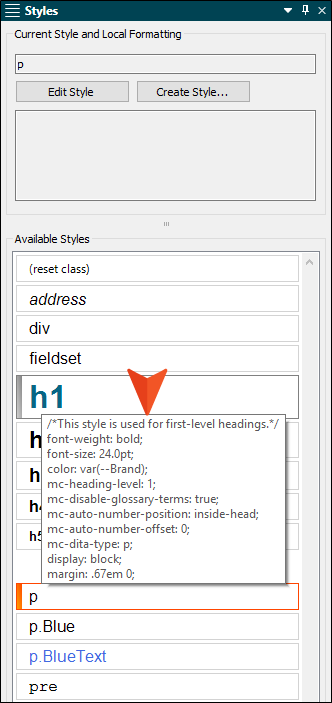 Styles
Current Style and Local Formatting
p
Edit Style
Create Style...
Available Styles
(reset class)
address
div
fieldset
h1
/*This style is used for first-level headings.*/
font-weight: bold;
font-size: 24.0pt;
color: var(--Brand);
mc-heading-level: 1;
mc-disable-glossary-terms: true;
mc-auto-number-position: inside-head;
mc-auto-number-offset: 0;
mc-dita-type: p;
display: block;
margin: .67em 0;
p
p.Blue
p.BlueText
pre